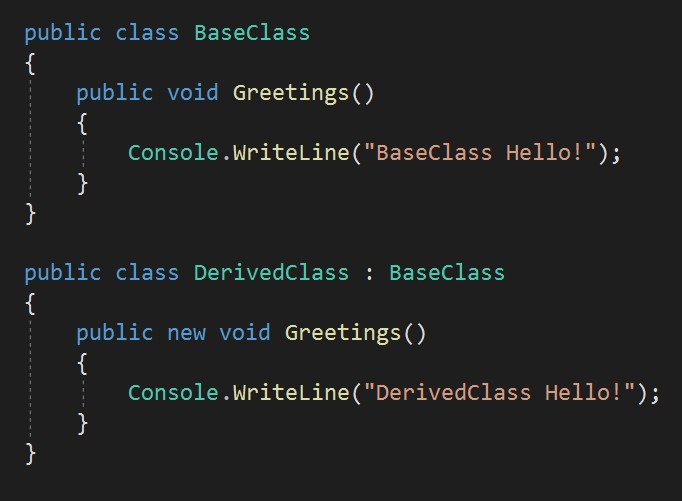 public class BaseClass
{
    public void Greetings()
    {
        Console.WriteLine("BaseClass Hello!");
    }
}

public class DerivedClass : BaseClass
{
    public new void Greetings()
    {
        Console.WriteLine("DerivedClass Hello!");
    }
}